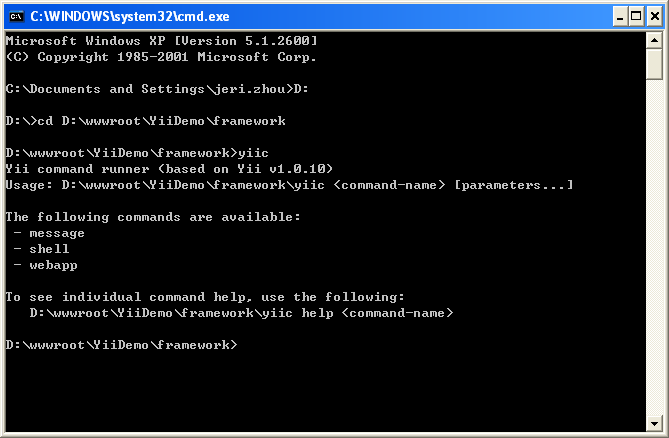 C:\WINDOWS\system32\cmd.exe
Microsoft Windows XP [Version 5.1.2600]
(C) Copyright 1985-2001 Microsoft Corp.
C:\Documents and Settings\jeri.zhou>D:
D:\>cd D:\wwwroot\YiiDemo\framework
D:\wwwroot\YiiDemo\framework>yiic
Yii command runner (based on Yii v1.0.10)
Usage: D:\wwwroot\YiiDemo\framework\yiic <command-name> [parameters...]
The following commands are available:
- message
- shell
- webapp
To see individual command help, use the following:
D:\wwwroot\YiiDemo\framework\yiic help <command-name>
D:\wwwroot\YiiDemo\framework>